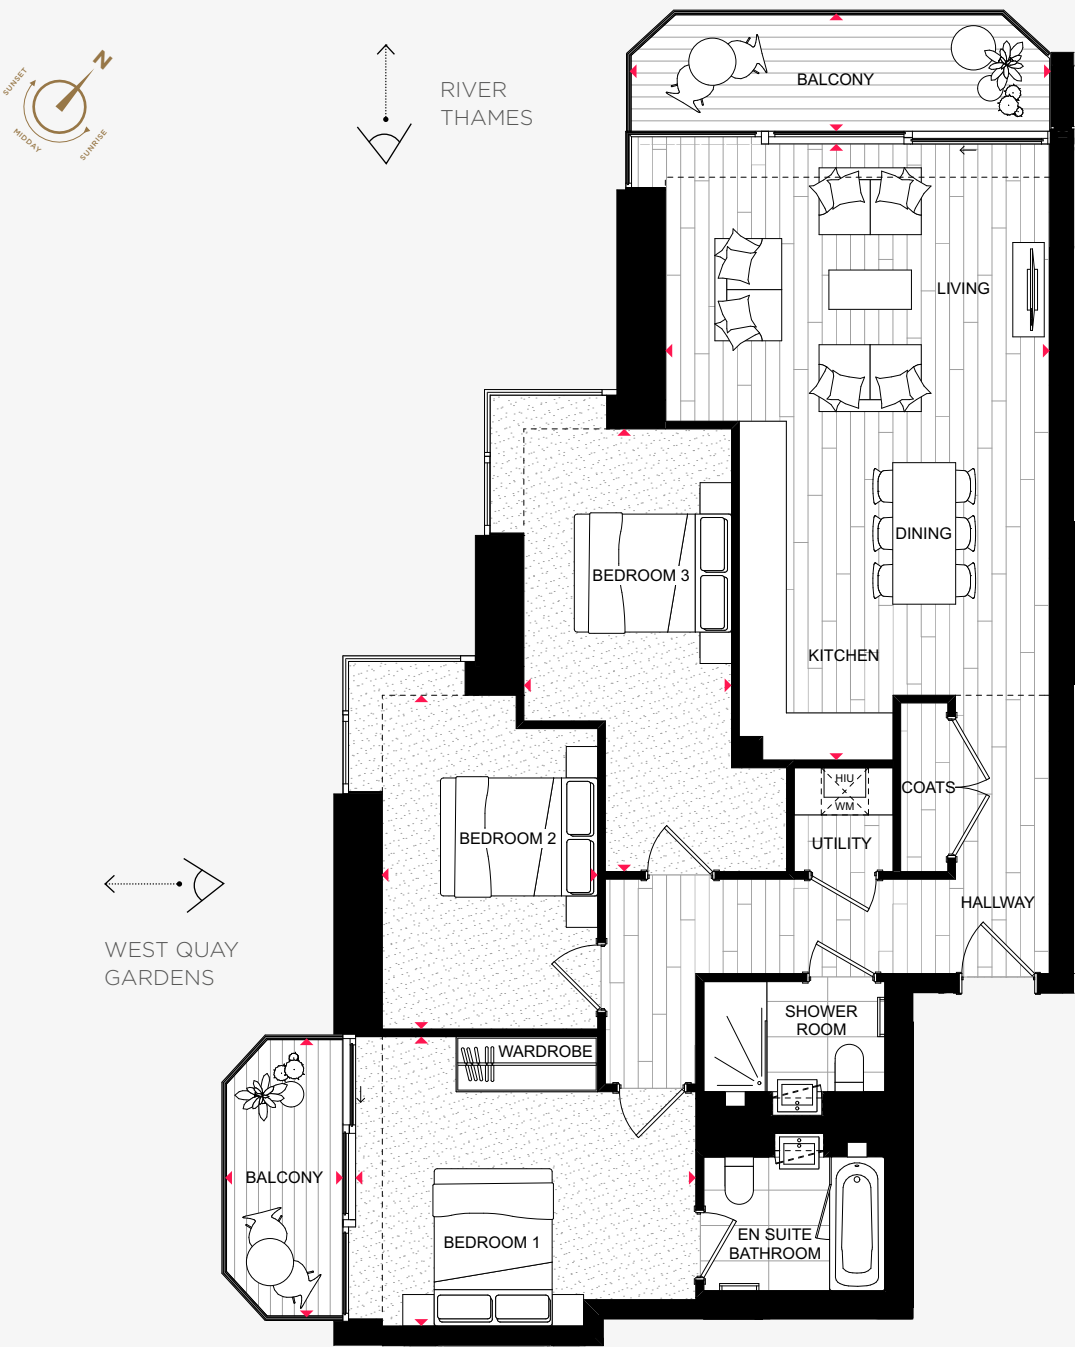 N
SUNSET
MIDDAY
SUNRISE
RIVER
THAMES
BALCONY
LIVING
DINING
BEDROOM 3
KITCHEN
HIU
WM
COATS
UTILITY
BEDROOM 2
HALLWAY
WEST QUAY
GARDENS
SHOWER
ROOM
WARDROBE
BALCONY
BEDROOM 1
EN SUITE
BATHROOM